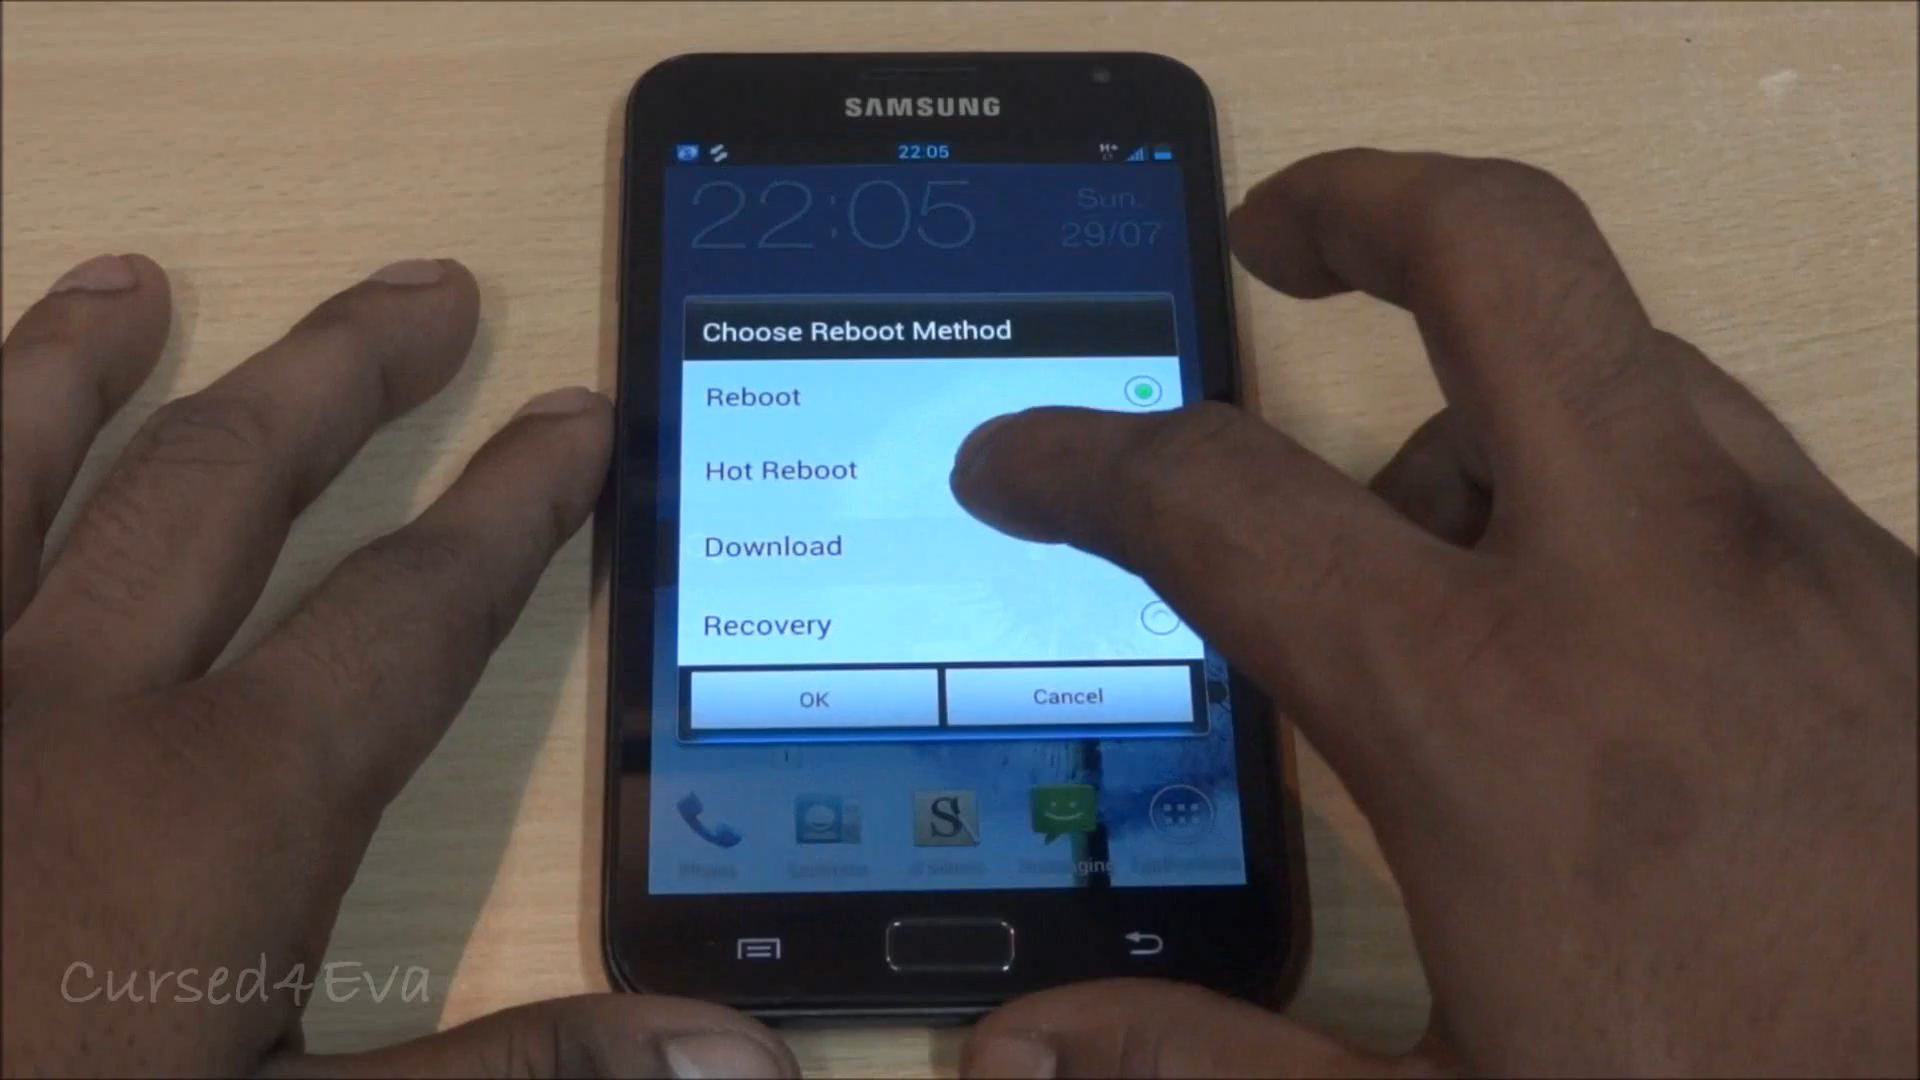 SAMSUNG
22:05
22:05
Sun.
29/07
Choose Reboot Method
Reboot
Hot Reboot
Download
Recovery
OK
Cancel
S
Cursed4Eva